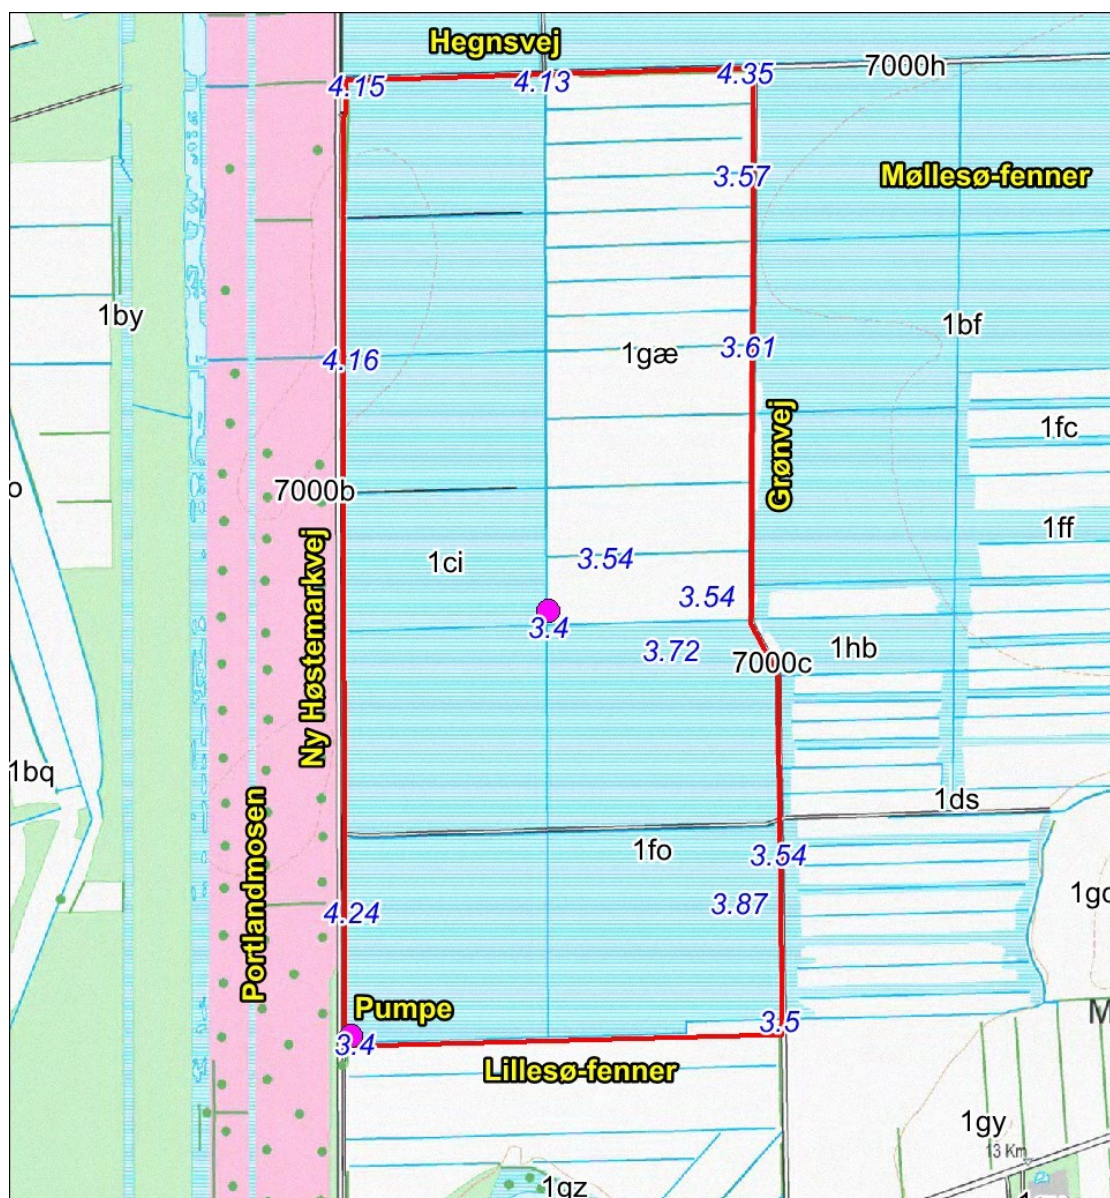 Hegnsvej
7000h
4.15
4.13
4.35
3.57
Møllesø-fenner
1by
1bf
4.16
1gæ
3.61
Grønvej
1fc
o
7000b
1ff
1ci
3.54
3.54
3.4
3.72
7000c
1hb
Ny Høstemarkvej
1bq
1ds
1fo
3.54
Portlandmosen
4.24
3.87
Pumpe
3.5
M
3.4
Lillesø-fenner
1gy
13 Km
1gz